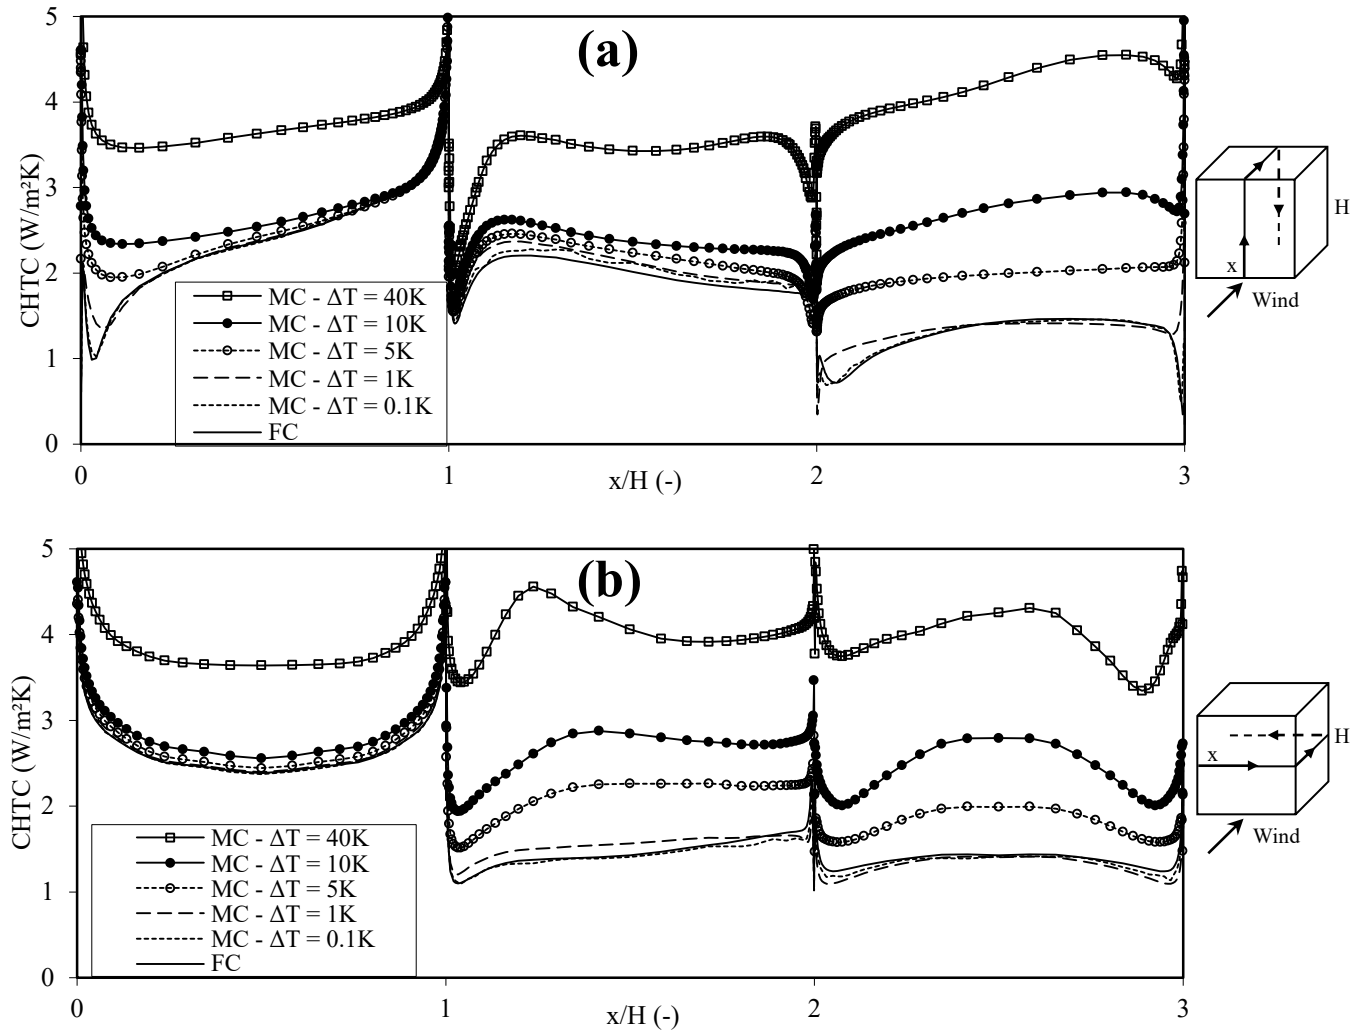 5
(a)
4
3
CHTC (W/m²K)
2
1
0
MC - ΔT = 40K
MC - ΔT = 10K
MC - ΔT = 5K
MC - ΔT = 1K
MC - ΔT = 0.1K
FC
0
1
2
3
x/H (-)
H
x
Wind
5
(b)
4
3
CHTC (W/m²K)
2
1
0
MC - ΔT = 40K
MC - ΔT = 10K
MC - ΔT = 5K
MC - ΔT = 1K
MC - ΔT = 0.1K
FC
0
1
2
3
x/H (-)
H
x
Wind